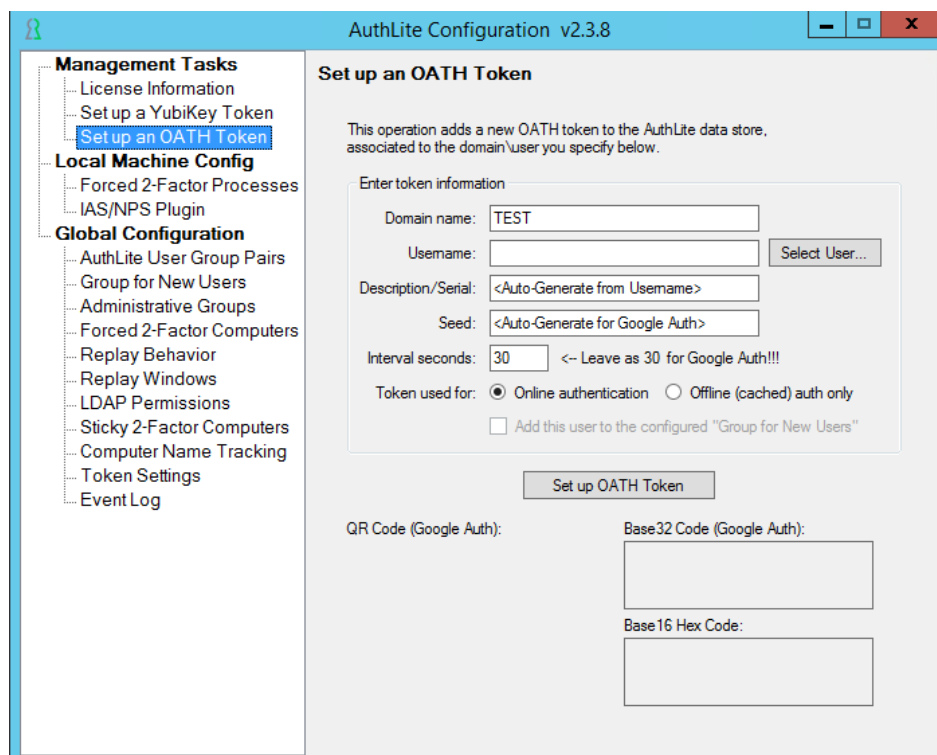 AuthLite Configuration v2.3.8
Management Tasks
License Information
Set up a YubiKey Token
Set up an OATH Token
Local Machine Config
Forced 2-Factor Processes
IAS/NPS Plugin
Global Configuration
AuthLite User Group Pairs
Group for New Users
Administrative Groups
Forced 2-Factor Computers
Replay Behavior
Replay Windows
LDAP Permissions
Sticky 2-Factor Computers
Computer Name Tracking
Token Settings
Event Log
Set up an OATH Token
This operation adds a new OATH token to the AuthLite data store,
associated to the domain\user you specify below.
Enter token information
Domain name: TEST
Username: Select User...
Description/Serial: <Auto-Generate from Username>
Seed: <Auto-Generate for Google Auth>
Interval seconds: 30 <-- Leave as 30 for Google Auth!!!
Token used for: Online authentication Offline (cached) auth only
Add this user to the configured "Group for New Users"
Set up OATH Token
QR Code (Google Auth): Base32 Code (Google Auth):
Base16 Hex Code: